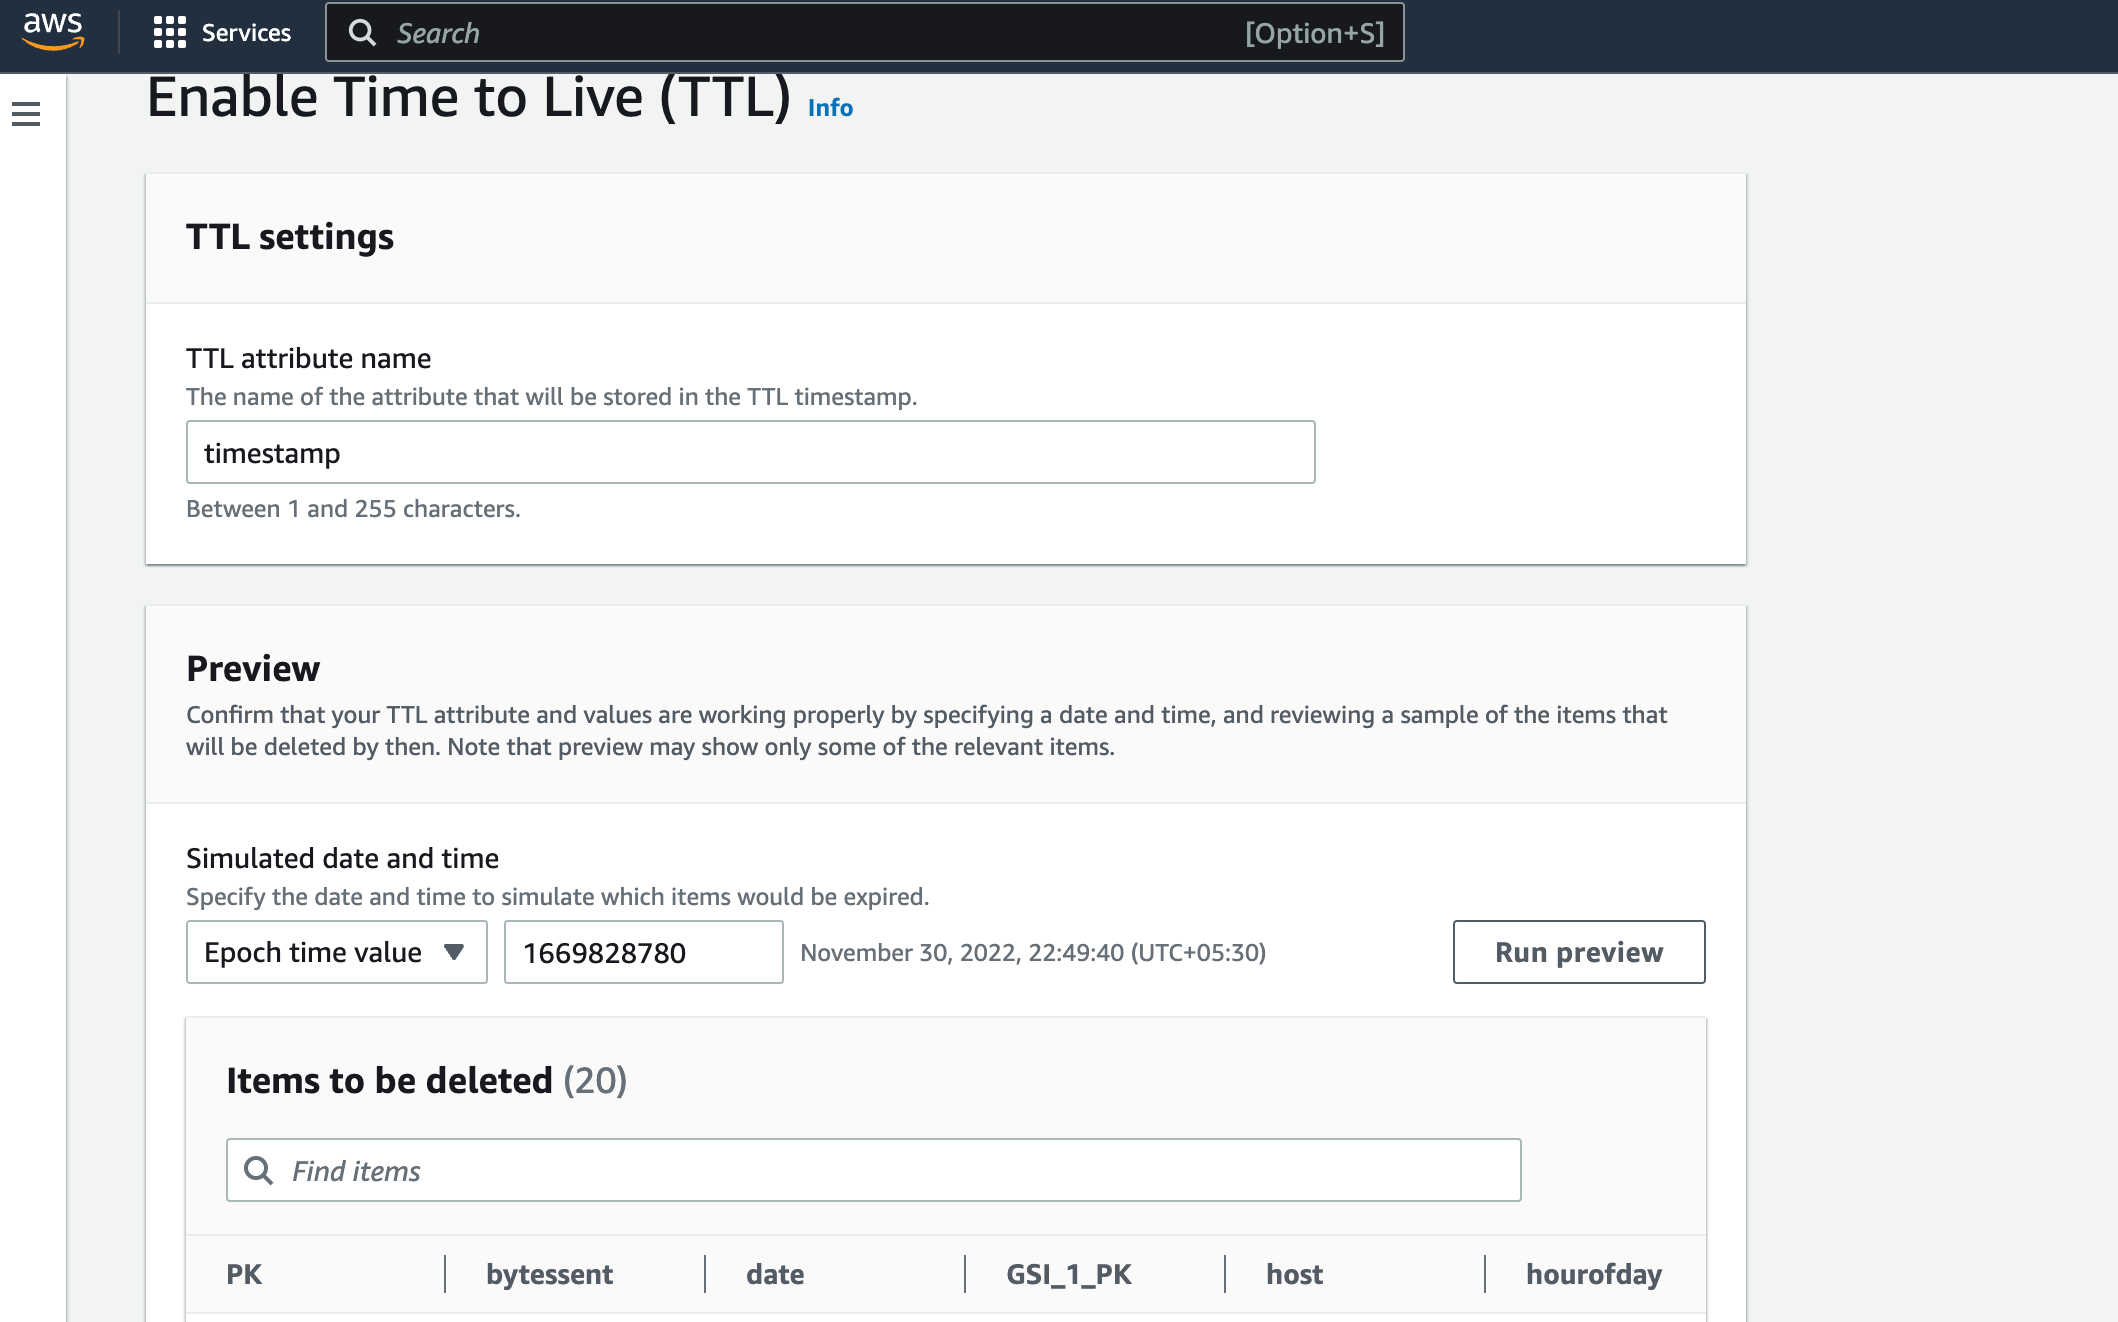 aws
Services
Search
[Option+S]
Enable Time to Live (TTL) Info
TTL settings
TTL attribute name
The name of the attribute that will be stored in the TTL timestamp.
timestamp
Between 1 and 255 characters.
Preview
Confirm that your TTL attribute and values are working properly by specifying a date and time, and reviewing a sample of the items that
will be deleted by then. Note that preview may show only some of the relevant items.
Simulated date and time
Specify the date and time to simulate which items would be expired.
Epoch time value 1669828780 November 30, 2022, 22:49:40 (UTC+05:30) Run preview
Items to be deleted (20)
Find items
PK bytessent date GSI_1_PK host hourofday